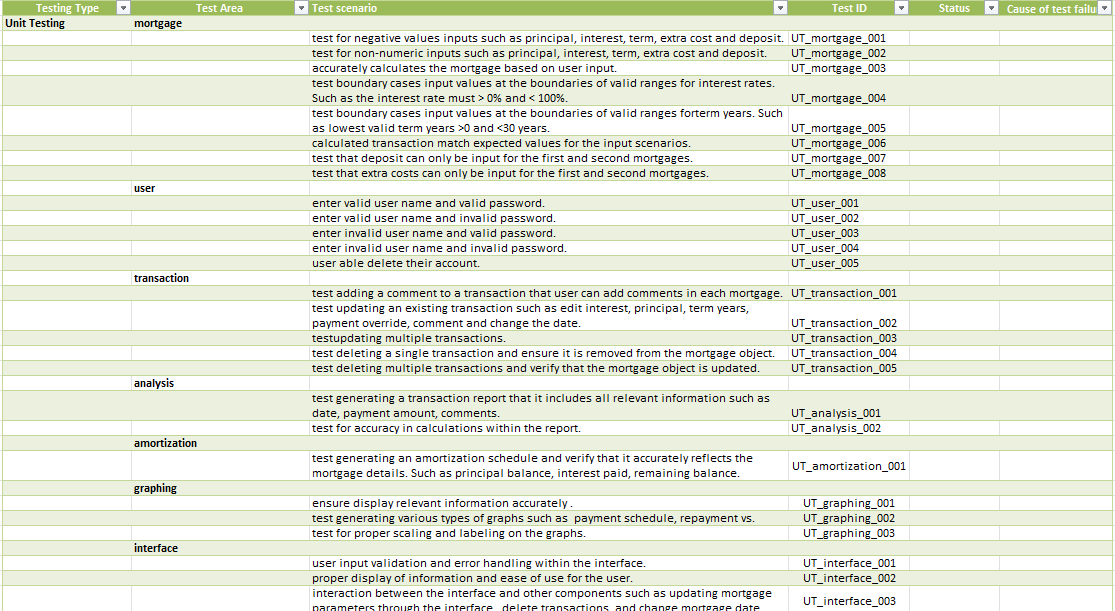 Testing Type Test Area Test scenario Test ID Status Cause of test failu
Unit Testing mortgage
test for negative values inputs such as principal, interest, term, extra cost and deposit. UT_mortgage_001
test for non-numeric inputs such as principal, interest, term, extra cost and deposit. UT_mortgage_002
accurately calculates the mortgage based on user input. UT_mortgage_003
test boundary cases input values at the boundaries of valid ranges for interest rates.
Such as the interest rate must > 0% and < 100%. UT_mortgage_004
test boundary cases input values at the boundaries of valid ranges forterm years. Such
as lowest valid term years >0 and <30 years. UT_mortgage_005
calculated transaction match expected values for the input scenarios. UT_mortgage_006
test that deposit can only be input for the first and second mortgages. UT_mortgage_007
test that extra costs can only be input for the first and second mortgages. UT_mortgage_008
user
enter valid user name and valid password. UT_user_001
enter valid user name and invalid password. UT_user_002
enter invalid user name and valid password. UT_user_003
enter invalid user name and invalid password. UT_user_004
user able delete their account. UT_user_005
transaction
test adding a comment to a transaction that user can add comments in each mortgage. UT_transaction_001
test updating an existing transaction such as edit interest, principal, term years,
payment override, comment and change the date. UT_transaction_002
testupdating multiple transactions. UT_transaction_003
test deleting a single transaction and ensure it is removed from the mortgage object. UT_transaction_004
test deleting multiple transactions and verify that the mortgage object is updated. UT_transaction_005
analysis
test generating a transaction report that it includes all relevant information such as
date, payment amount, comments. UT_analysis_001
test for accuracy in calculations within the report. UT_analysis_002
amortization
test generating an amortization schedule and verify that it accurately reflects the
mortgage details. Such as principal balance, interest paid, remaining balance. UT_amortization_001
graphing
ensure display relevant information accurately . UT_graphing_001
test generating various types of graphs such as  payment schedule, repayment vs. UT_graphing_002
test for proper scaling and labeling on the graphs. UT_graphing_003
interface
user input validation and error handling within the interface. UT_interface_001
proper display of information and ease of use for the user. UT_interface_002
interaction between the interface and other components such as updating mortgage
parameters through the interface , delete transactions, and change mortgage date UT_interface_003